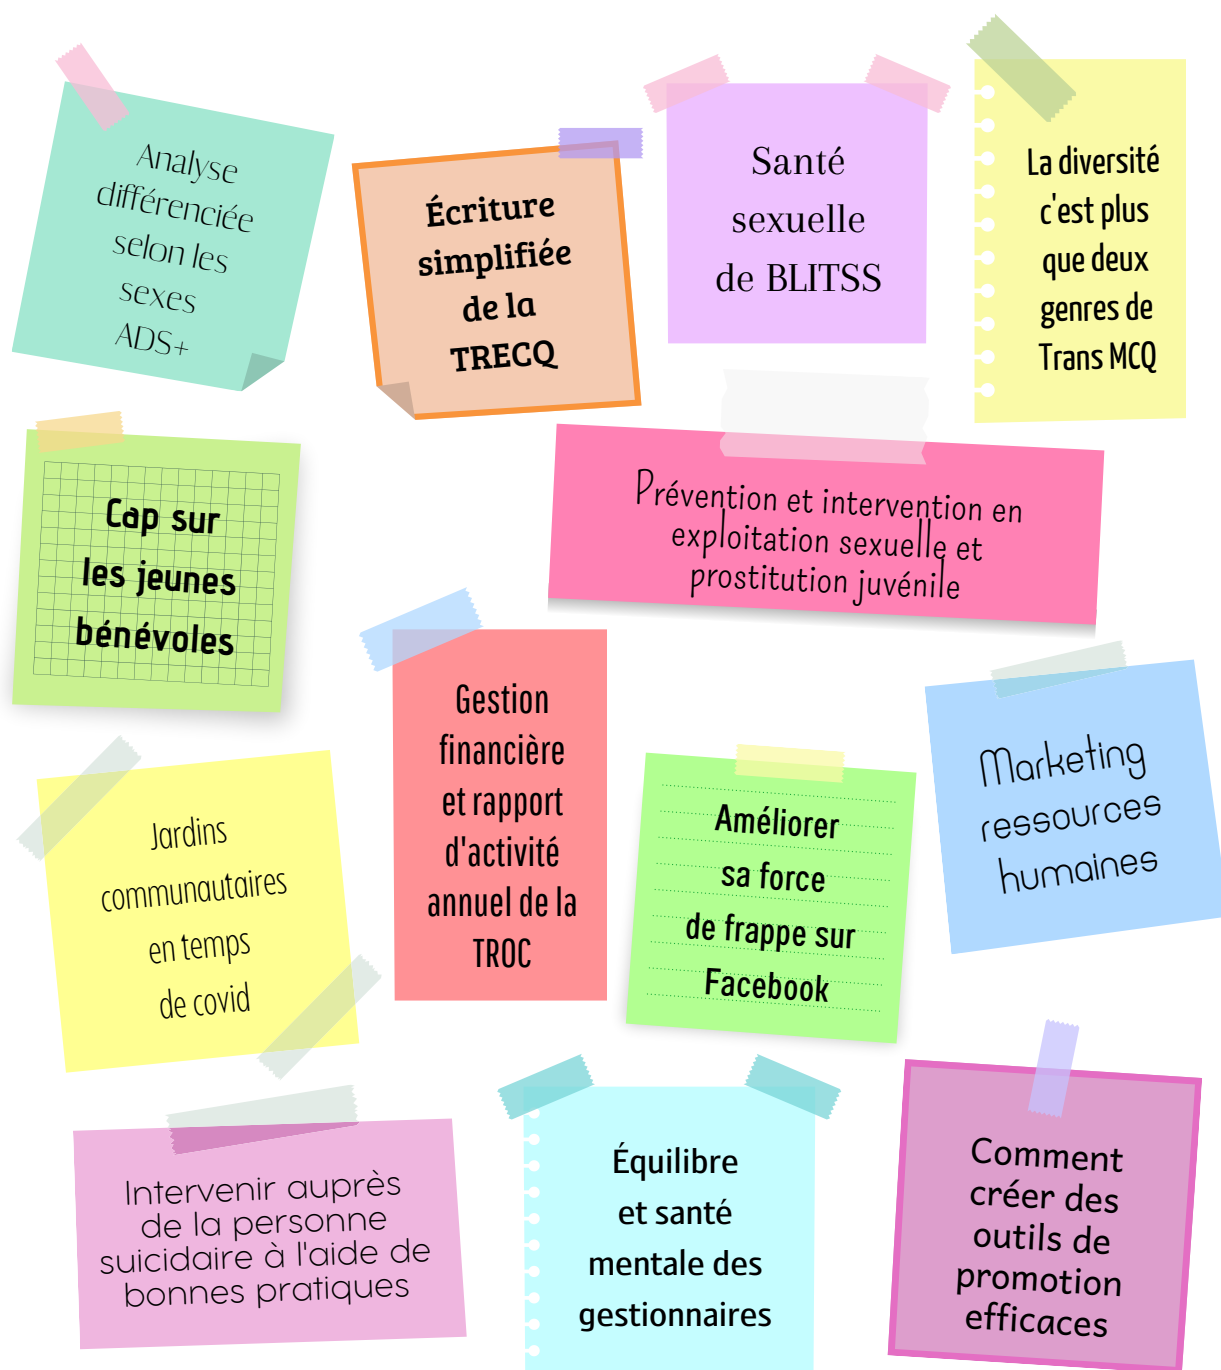 Analyse
différenciée
selon les
sexes
ADS+
Écriture
simplifiée
de la
TRECQ
Santé
sexuelle
de BLITSS
La diversité
c'est plus
que deux
genres de
Trans MCQ
Cap sur
les jeunes
bénévoles
Prévention et intervention en
exploitation sexuelle et
prostitution juvénile
Gestion
financière
et rapport
d'activité
annuel de la
TROC
Marketing
ressources
humaines
Jardins
communautaires
en temps
de covid
Améliorer
sa force
de frappe sur
Facebook
Intervenir auprès
de la personne
suicidaire à l'aide de
bonnes pratiques
Équilibre
et santé
mentale des
gestionnaires
Comment
créer des
outils de
promotion
efficaces